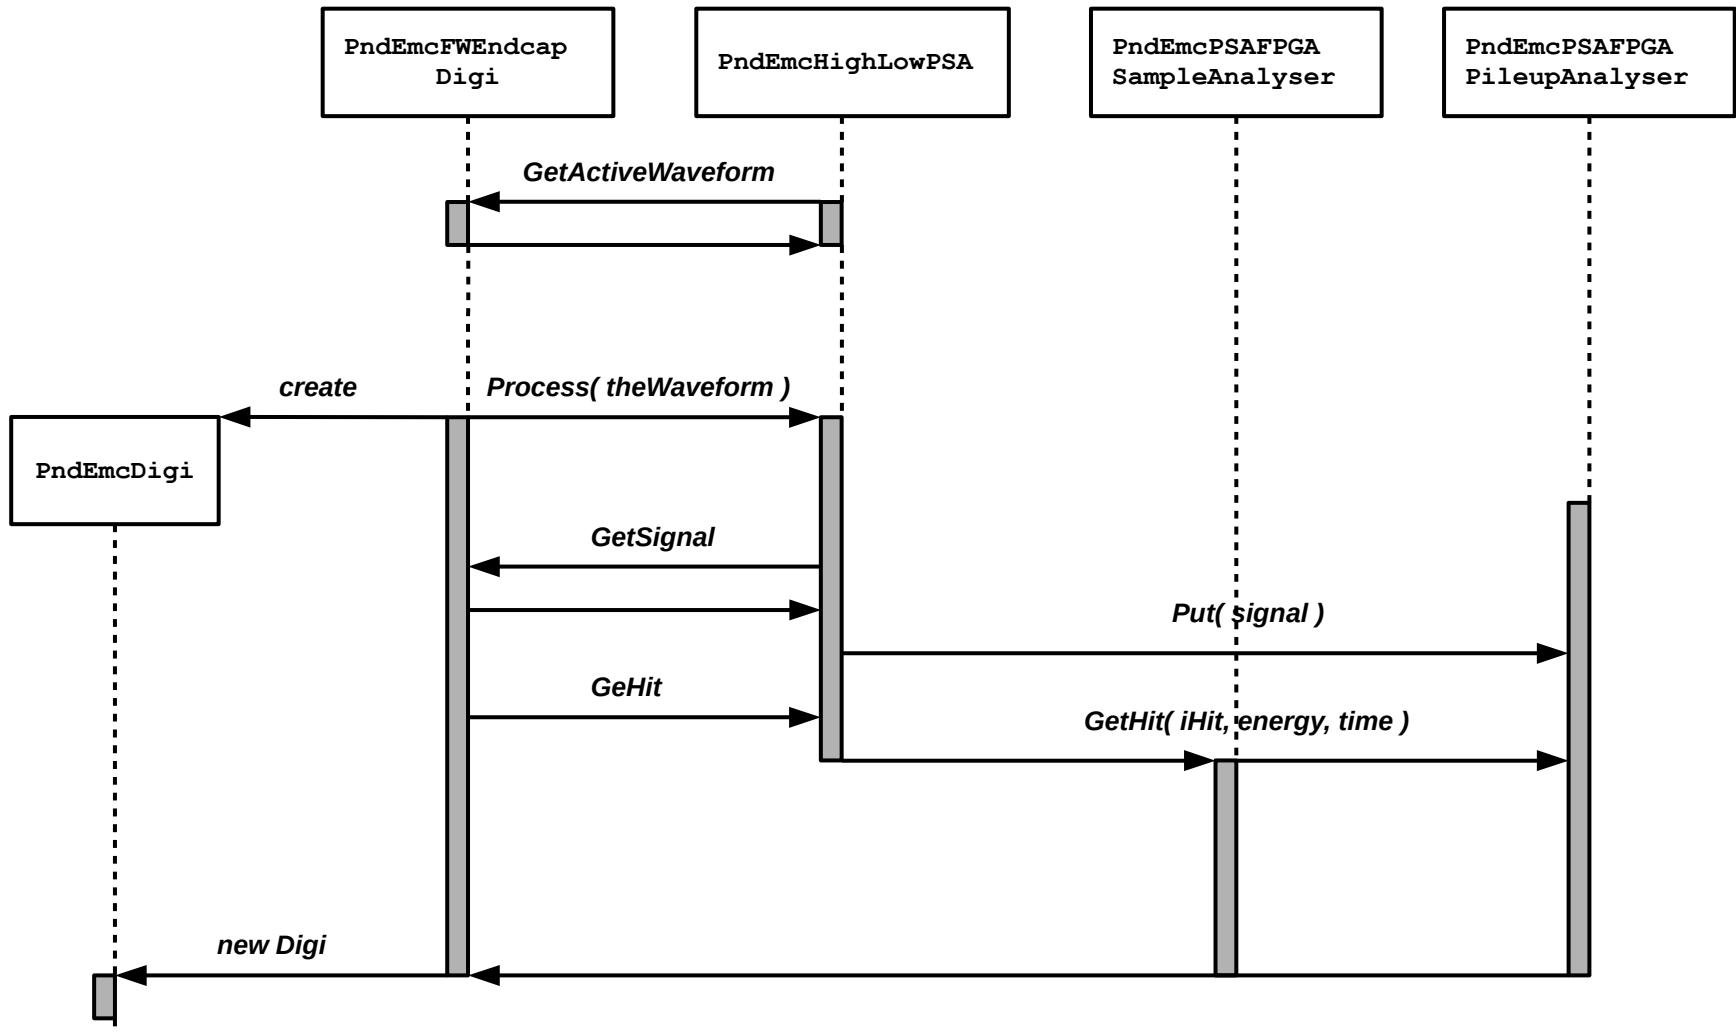 PndEmcFWEndcap
Digi
PndEmcHighLowPSA
PndEmcPSAFPGA
SampleAnalyser
PndEmcPSAFPGA
PileupAnalyser
GetActiveWaveform
create
Process( theWaveform )
PndEmcDigi
GetSignal
Put( signal )
GeHit
GetHit( iHit, energy, time )
new Digi